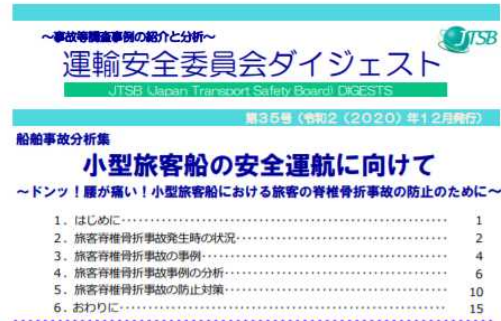 ～事故等調査事例の紹介と分析～
JTSB
運輸安全委員会ダイジェスト
JTSB (Japan Transport Safety Board) DIGESTS
第35号（令和2（2020）年12月発行）
船舶事故分析集
小型旅客船の安全運航に向けて
～ドンッ！腰が痛い！小型旅客船における旅客の脊椎骨折事故の防止のために～
1．はじめに･････････････････････････････ 1
2．旅客脊椎骨折事故発生時の状況･････････････････････････････ 2
3．旅客脊椎骨折事故の事例･････････････････････････････ 4
4．旅客脊椎骨折事故事例の分析･････････････････････････････ 6
5．旅客脊椎骨折事故の防止対策･････････････････････････････ 10
6．おわりに･････････････････････････････ 15